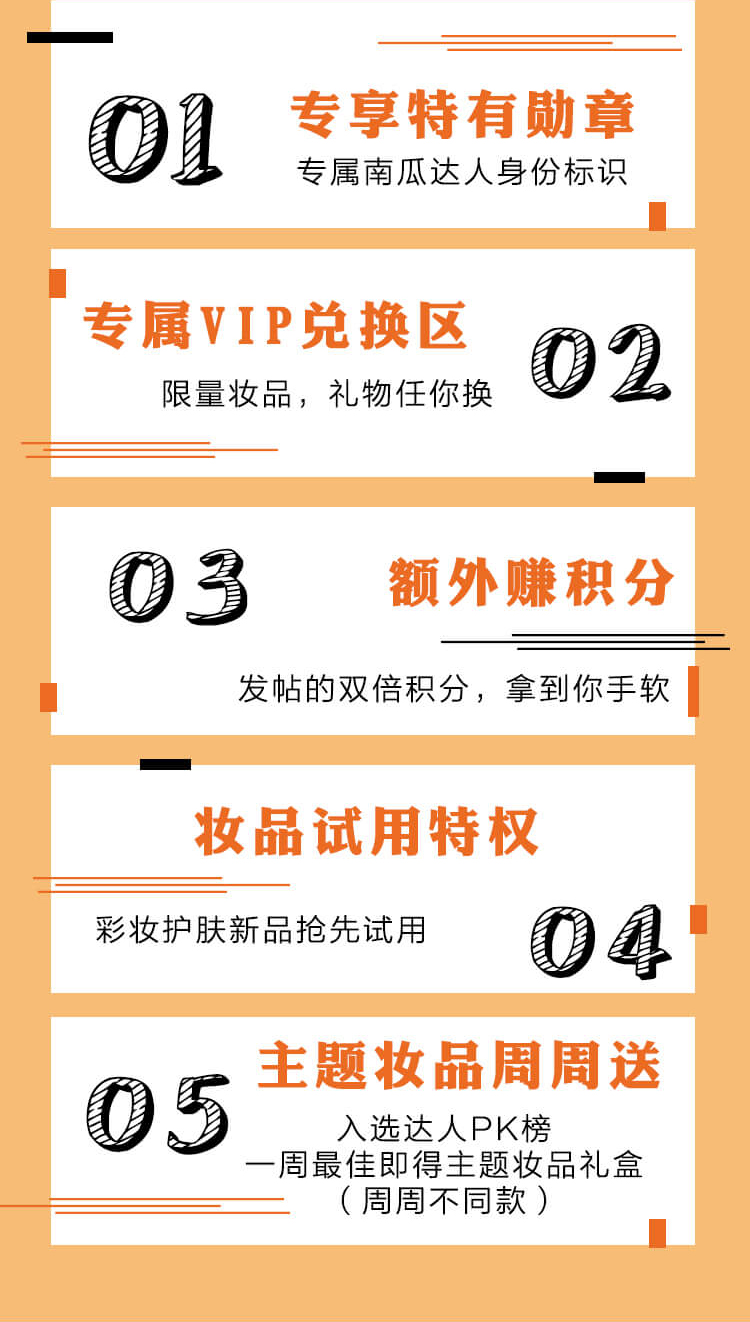 01
专享特有勋章
专属南瓜达人身份标识
专属VIP兑换区
限量妆品，礼物任你换
02
03
额外赚积分
发帖的双倍积分，拿到你手软
妆品试用特权
彩妆护肤新品抢先试用
04
05
主题妆品周周送
入选达人PK榜
一周最佳即得主题妆品礼盒
（周周不同款）